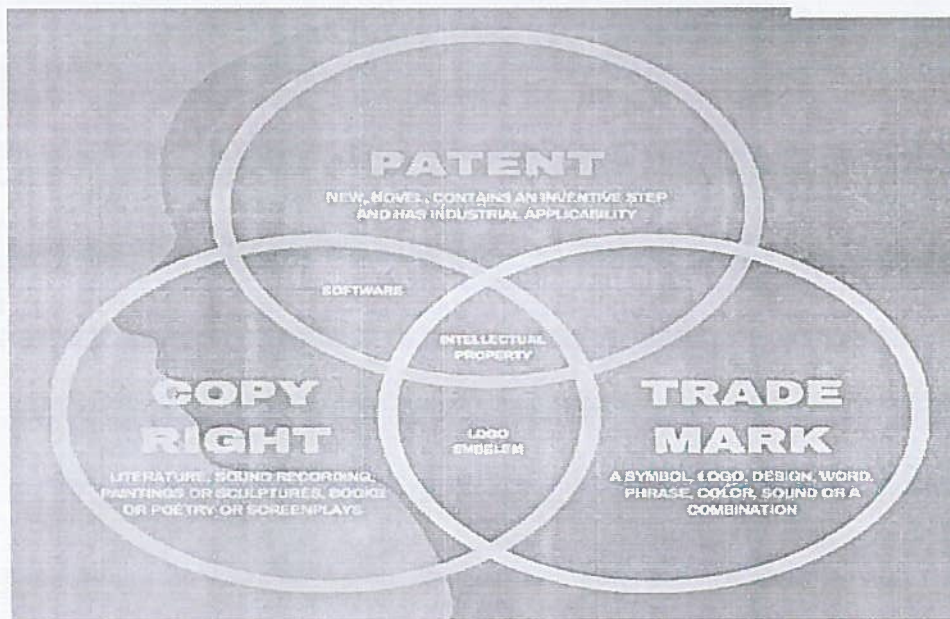 PATENT
NEW, NOVEL, CONTAINS AN INVENTIVE STEP
AND HAS INDUSTRIAL APPLICABILITY
SOFTWARE
INTELLECTUAL
PROPERTY
COPY
RIGHT
LITERATURE, SOUND RECORDING,
PAINTINGS OR SCULPTURES, BOOKS
OR POETRY OR SCREENPLAYS
LOGO
EMBELEM
TRADE
MARK
A SYMBOL, LOGO, DESIGN, WORD,
PHRASE, COLOR, SOUND OR A
COMBINATION